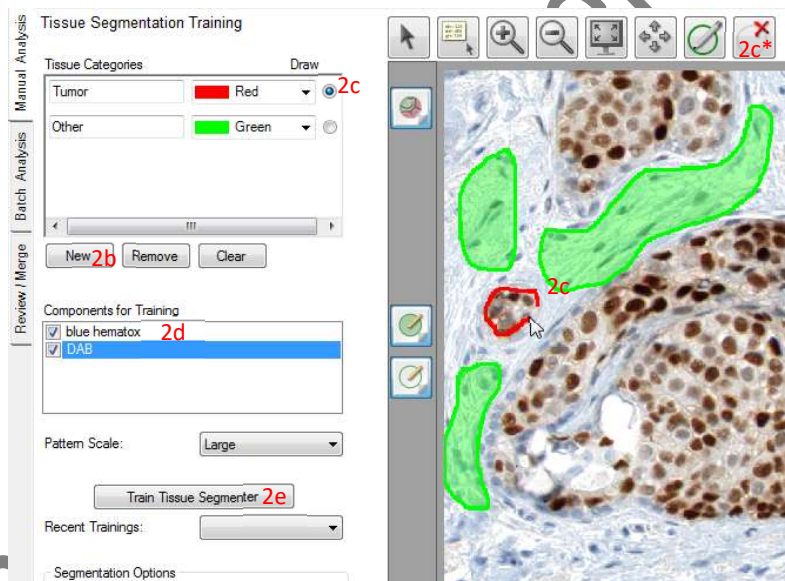 Tissue Segmentation Training
Manual Analysis
Batch Analysis
Review / Merge
Tissue Categories Draw
Tumor Red 2c
Other Green
New 2b Remove Clear
Components for Training
blue hematox 2d
DAB
Pattern Scale: Large
Train Tissue Segmenter 2e
Recent Trainings:
Segmentation Options
2c*
2c